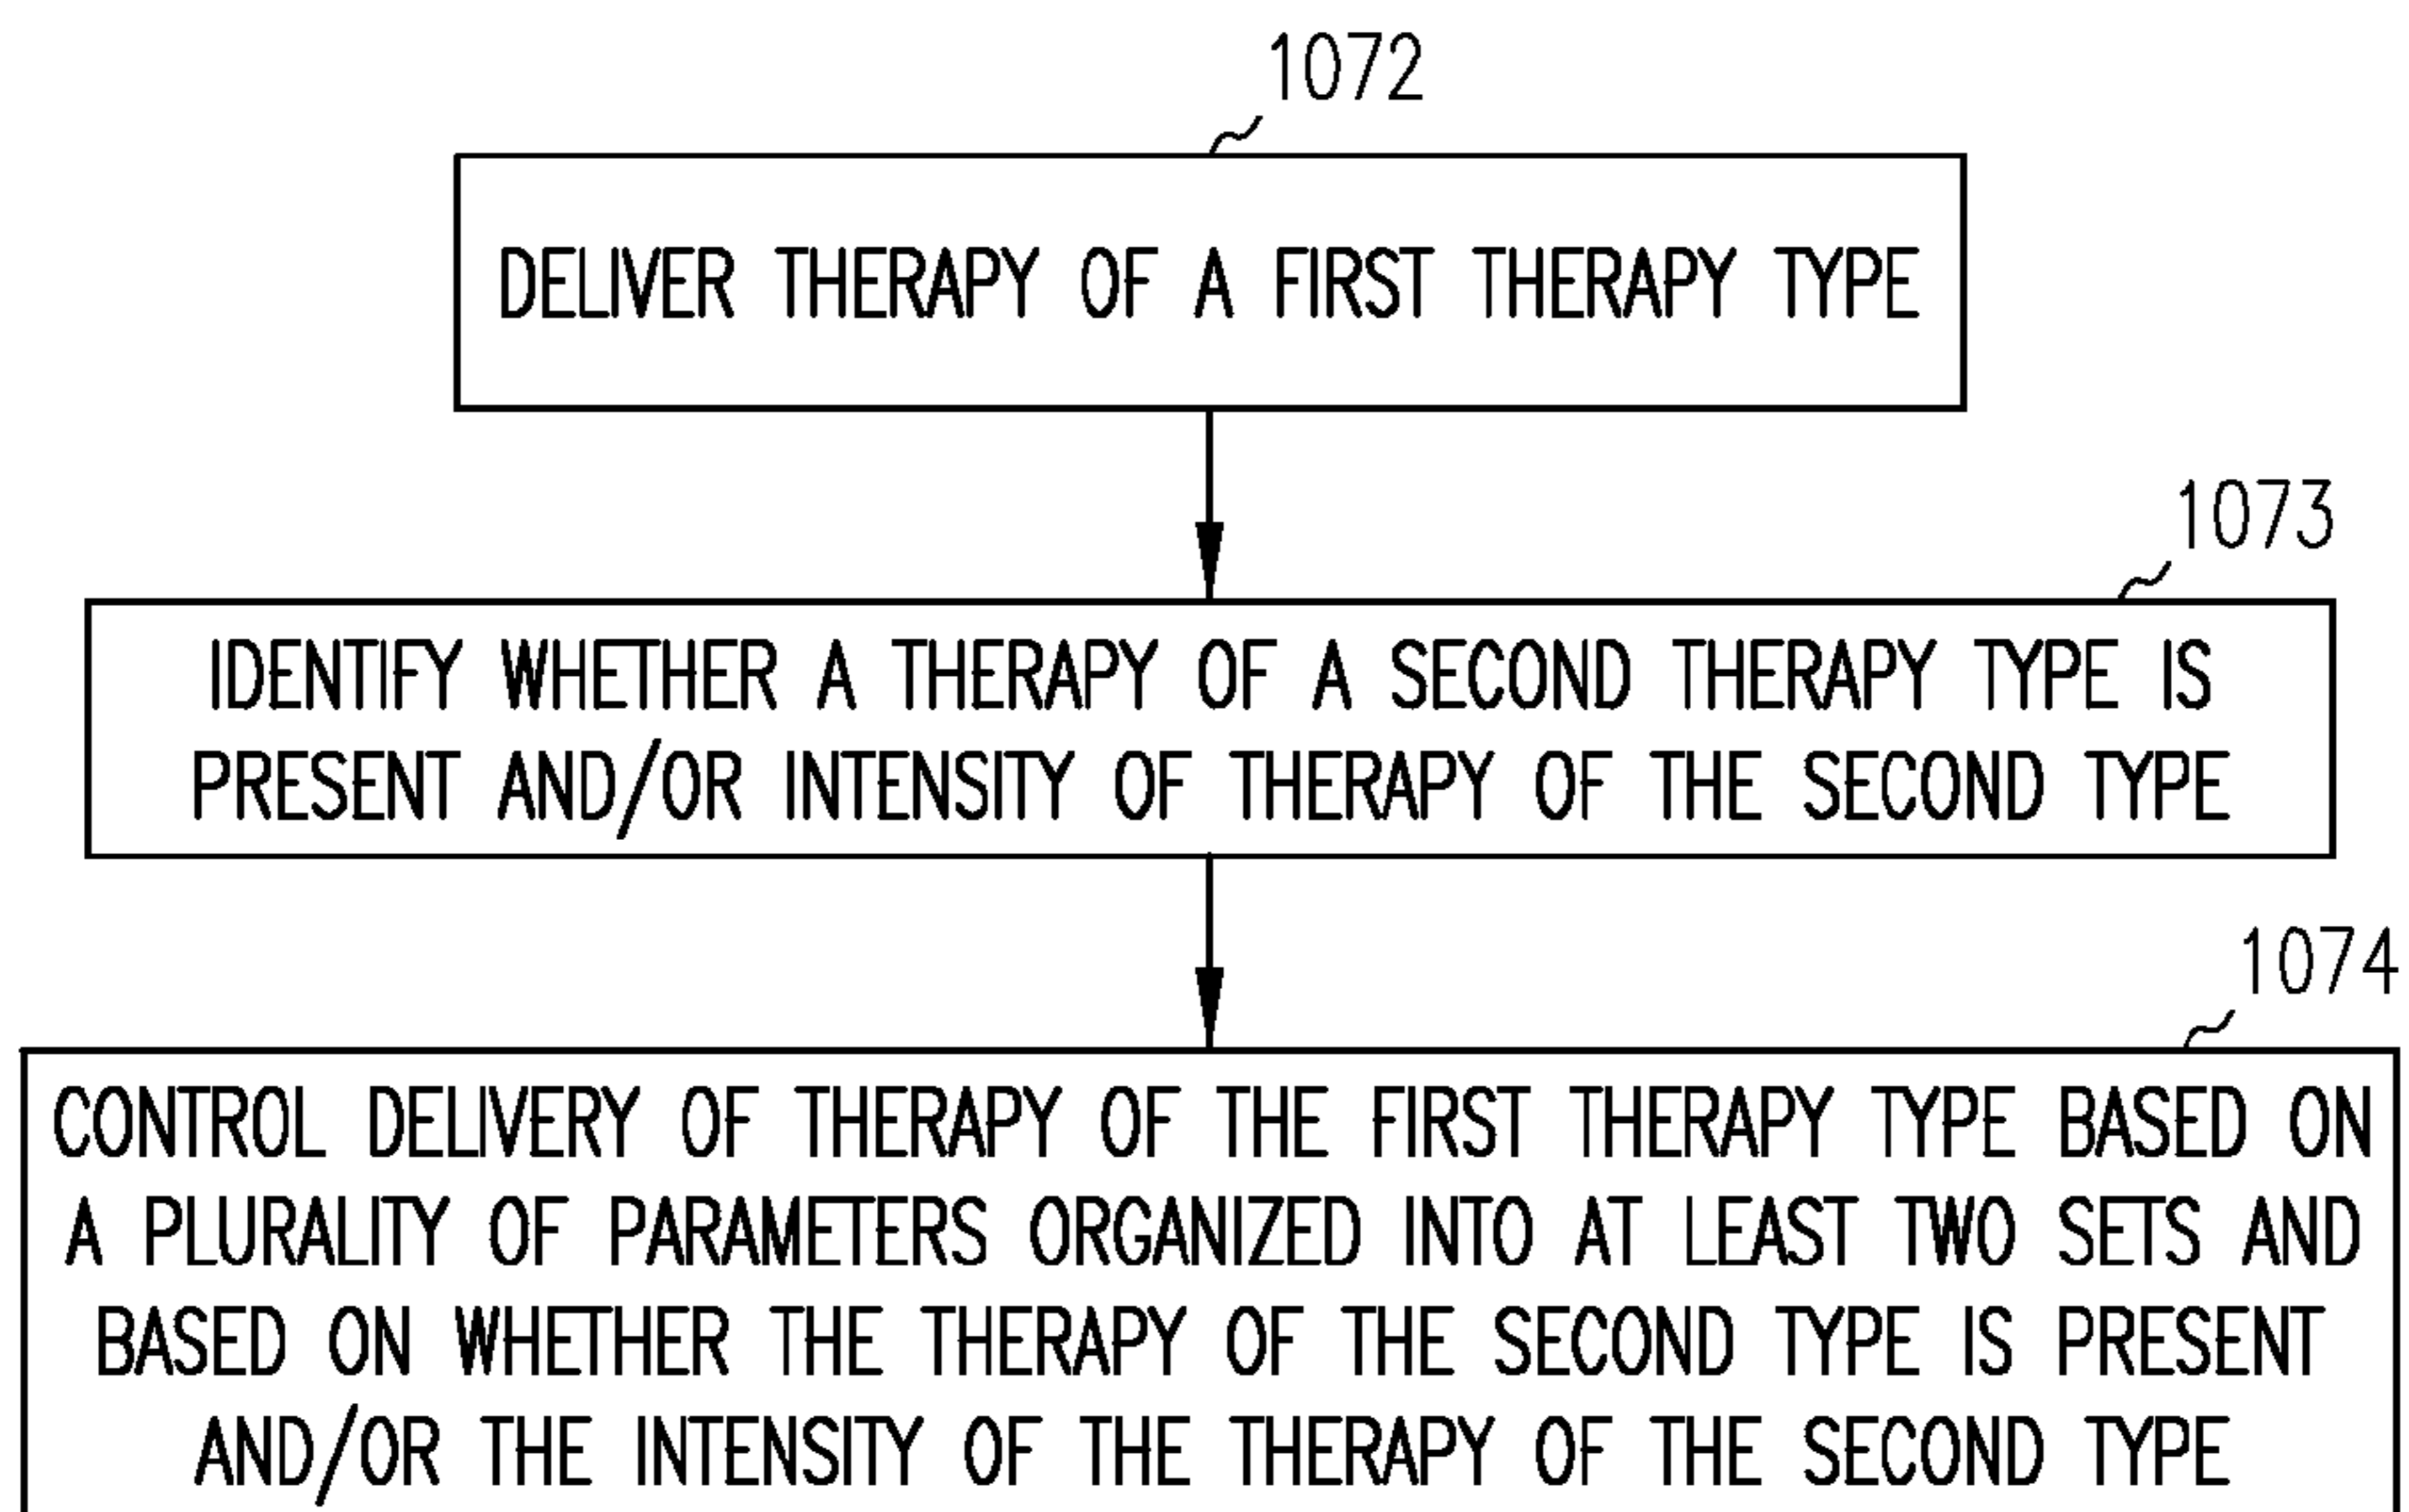 1072
DELIVER THERAPY OF A FIRST THERAPY TYPE
1073
IDENTIFY WHETHER A THERAPY OF A SECOND THERAPY TYPE IS
PRESENT AND/OR INTENSITY OF THERAPY OF THE SECOND TYPE
1074
CONTROL DELIVERY OF THERAPY OF THE FIRST THERAPY TYPE BASED ON
A PLURALITY OF PARAMETERS ORGANIZED INTO AT LEAST TWO SETS AND
BASED ON WHETHER THE THERAPY OF THE SECOND TYPE IS PRESENT
AND/OR THE INTENSITY OF THE THERAPY OF THE SECOND TYPE